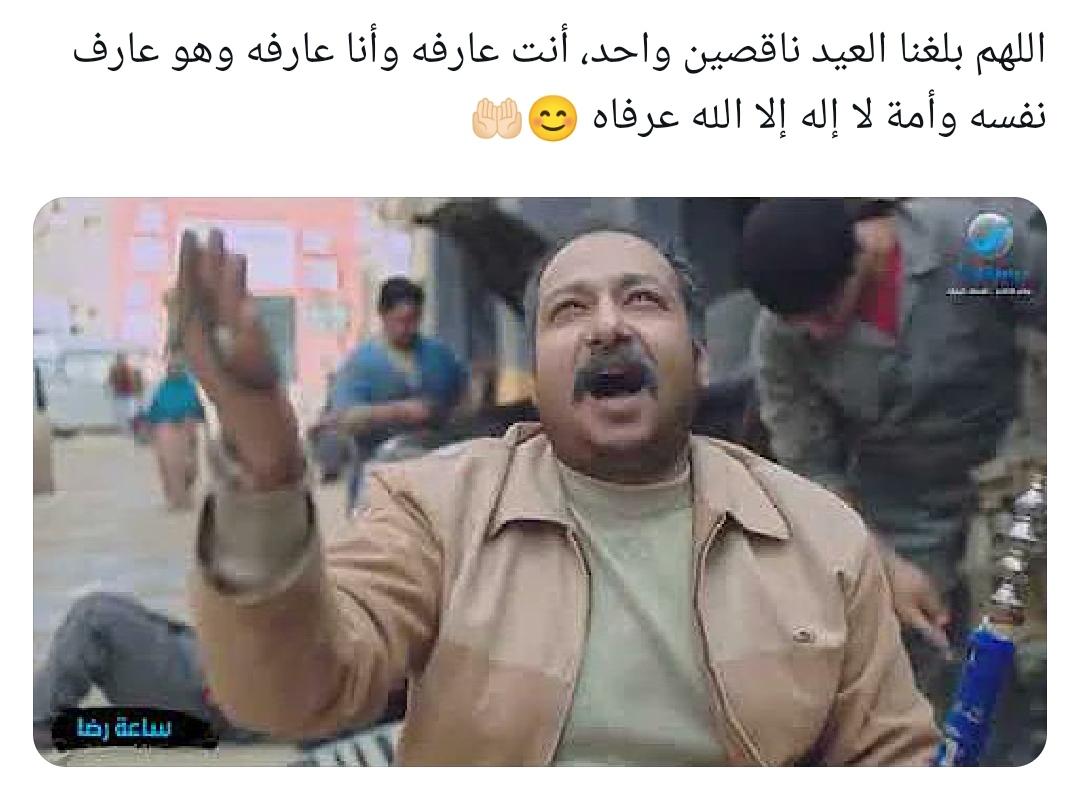 اللهم بلغنا العيد ناقصين واحد، أنت عارفه وأنا عارفه وهو عارف
نفسه وأمة لا إله إلا الله عرفاه 😊🤲🏻
ساعة رضا